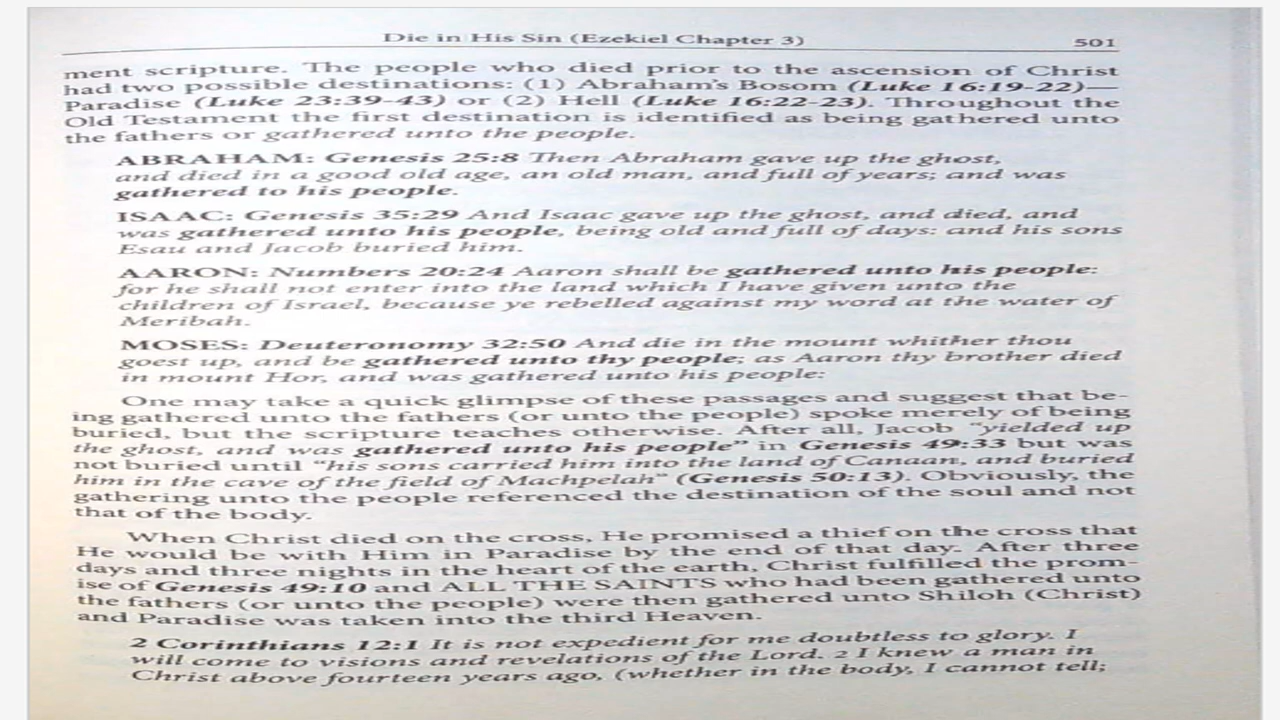 Die in His Sin (Ezekiel Chapter 3) 501
ment scripture. The people who died prior to the ascension of Christ
had two possible destinations: (1) Abraham's Bosom (Luke 16:19-22)—
Paradise (Luke 23:39-43) or (2) Hell (Luke 16:22-23). Throughout the
Old Testament the first destination is identified as being gathered unto
the fathers or gathered unto the people.
ABRAHAM: Genesis 25:8 Then Abraham gave up the ghost,
and died in a good old age, an old man, and full of years; and was
gathered to his people.
ISAAC: Genesis 35:29 And Isaac gave up the ghost, and died, and
was gathered unto his people, being old and full of days: and his sons
Esau and Jacob buried him.
AARON: Numbers 20:24 Aaron shall be gathered unto his people:
for he shall not enter into the land which I have given unto the
children of Israel, because ye rebelled against my word at the water of
Meribah.
MOSES: Deuteronomy 32:50 And die in the mount whither thou
goest up, and be gathered unto thy people; as Aaron thy brother died
in mount Hor, and was gathered unto his people:
One may take a quick glimpse of these passages and suggest that be-
ing gathered unto the fathers (or unto the people) spoke merely of being
buried, but the scripture teaches otherwise. After all, Jacob "yielded up
the ghost, and was gathered unto his people" in Genesis 49:33 but was
not buried until "his sons carried him into the land of Canaan, and buried
him in the cave of the field of Machpelah" (Genesis 50:13). Obviously, the
gathering unto the people referenced the destination of the soul and not
that of the body.
When Christ died on the cross, He promised a thief on the cross that
He would be with Him in Paradise by the end of that day. After three
days and three nights in the heart of the earth, Christ fulfilled the prom-
ise of Genesis 49:10 and ALL THE SAINTS who had been gathered unto
the fathers (or unto the people) were then gathered unto Shiloh (Christ)
and Paradise was taken into the third Heaven.
2 Corinthians 12:1 It is not expedient for me doubtless to glory. I
will come to visions and revelations of the Lord. 2 I knew a man in
Christ above fourteen years ago, (whether in the body, I cannot tell;